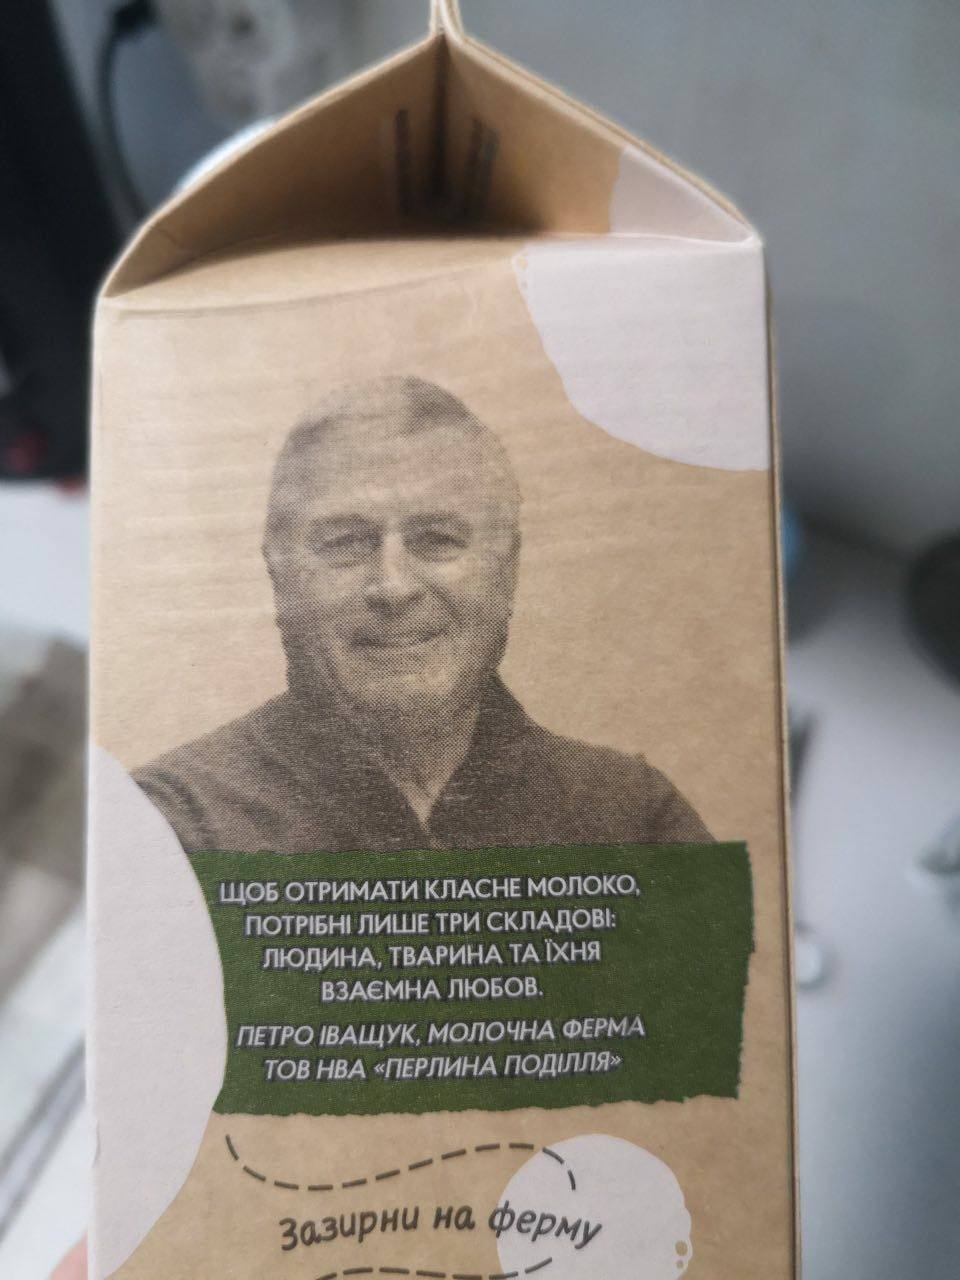 ЩОБ ОТРИМАТИ КЛАСНЕ МОЛОКО,
ПОТРІБНІ ЛИШЕ ТРИ СКЛАДОВІ:
ЛЮДИНА, ТВАРИНА ТА ЇХНЯ
ВЗАЄМНА ЛЮБОВ.
ПЕТРО ІВАЩУК, МОЛОЧНА ФЕРМА
ТОВ НВА «ПЕРЛИНА ПОДІЛЛЯ»
Зазирни на ферму